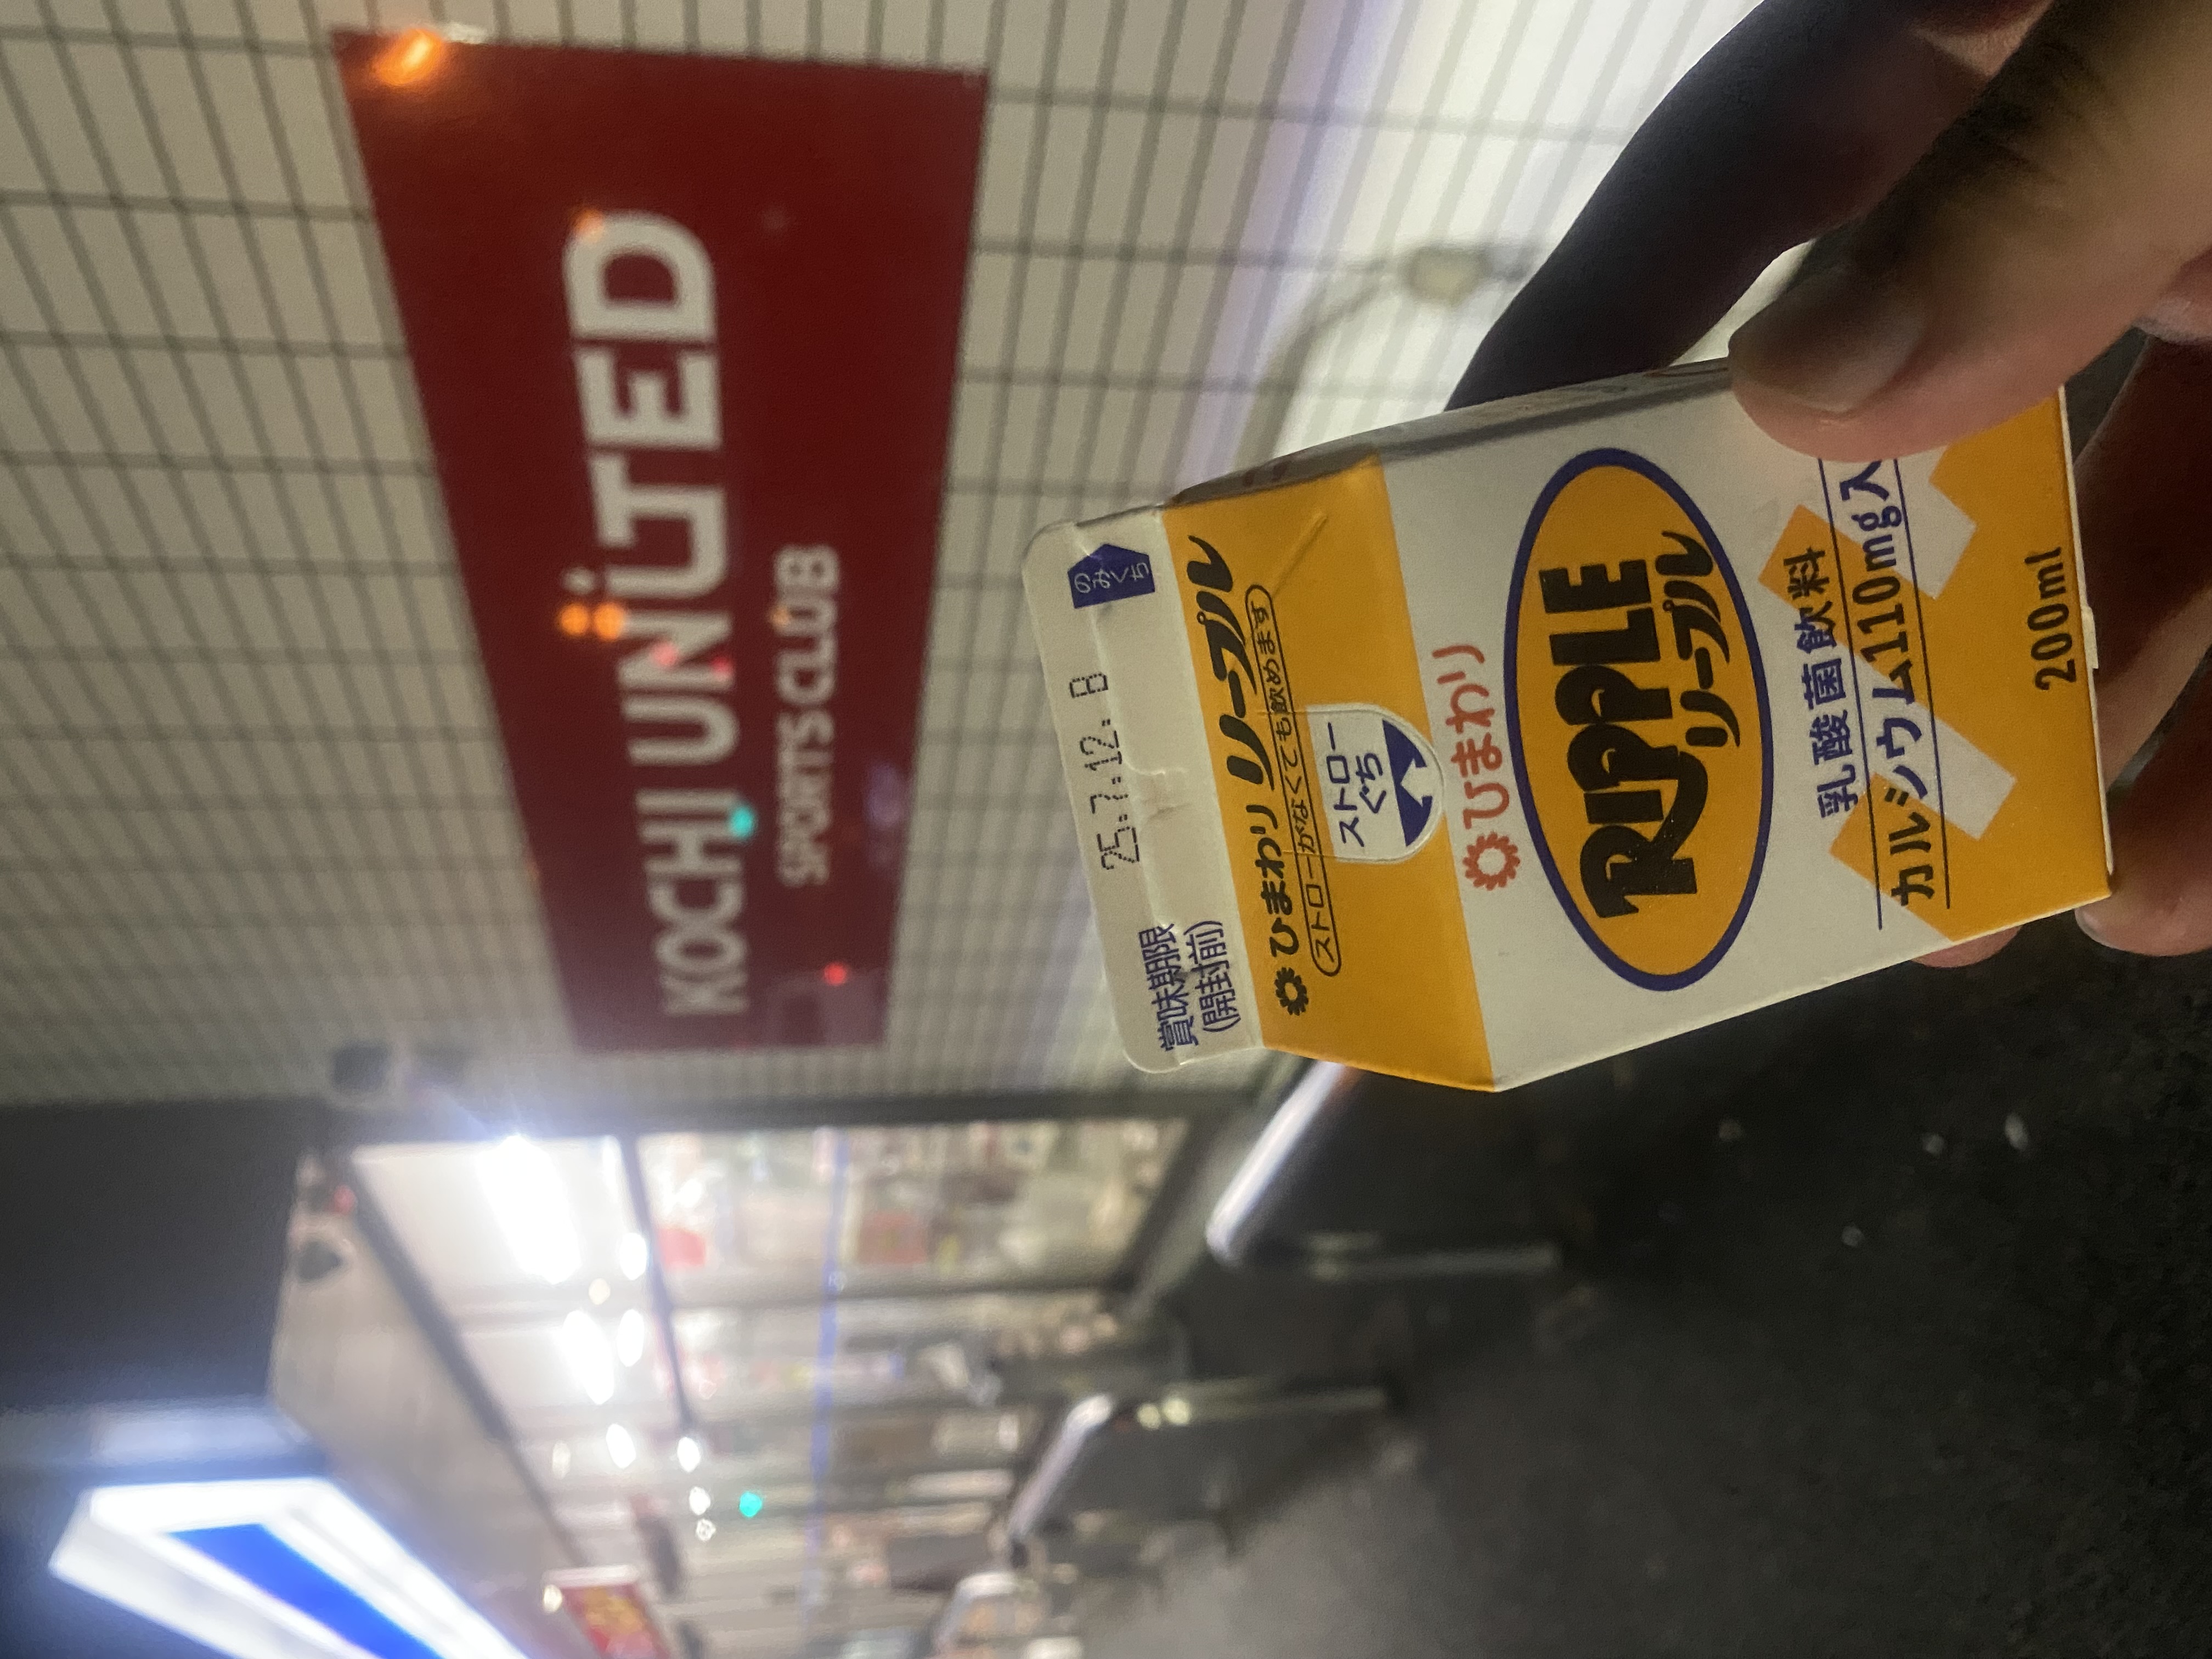 KOCHI UNITED
SPORTS CLUB
賞味期限
(開封前)
25.7.12.B
のみくち
ひまわり リープル
ストローがなくても飲めます
ストロー
ぐち
ひまわり
RIPPLE
リープル
乳酸菌飲料
カルシウム110mg入
200ml